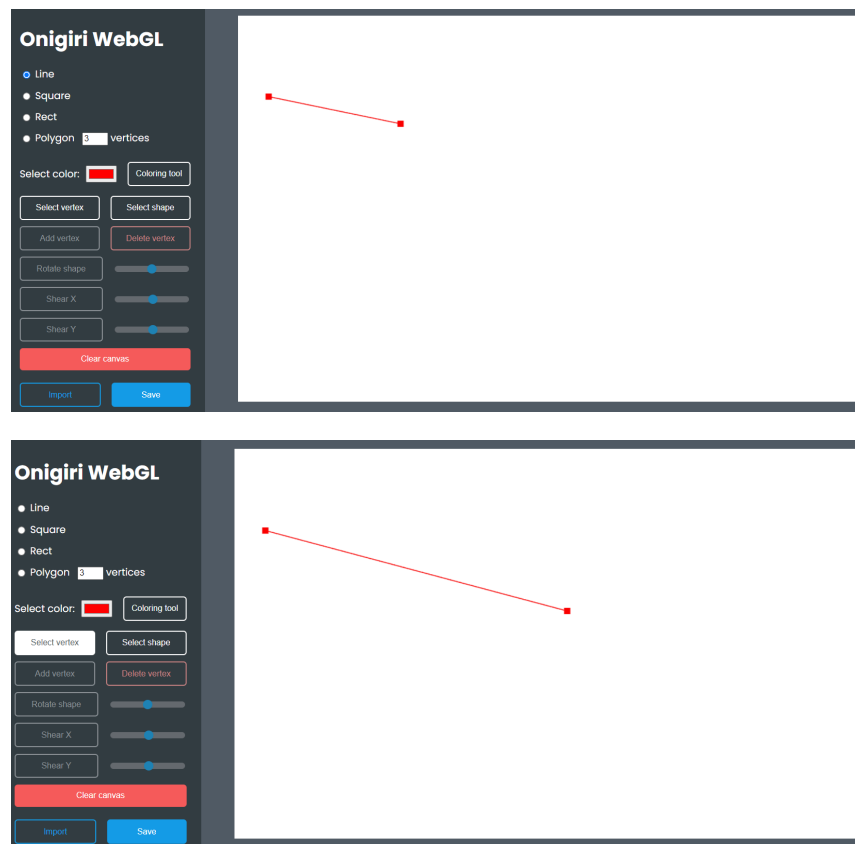 Onigiri WebGL
Line
Square
Rect
Polygon 3 vertices
Select color: Coloring tool
Select vertex Select shape
Add vertex Delete vertex
Rotate shape
Shear X
Shear Y
Clear canvas
Import Save
Onigiri WebGL
Line
Square
Rect
Polygon 3 vertices
Select color: Coloring tool
Select vertex Select shape
Add vertex Delete vertex
Rotate shape
Shear X
Shear Y
Clear canvas
Import Save